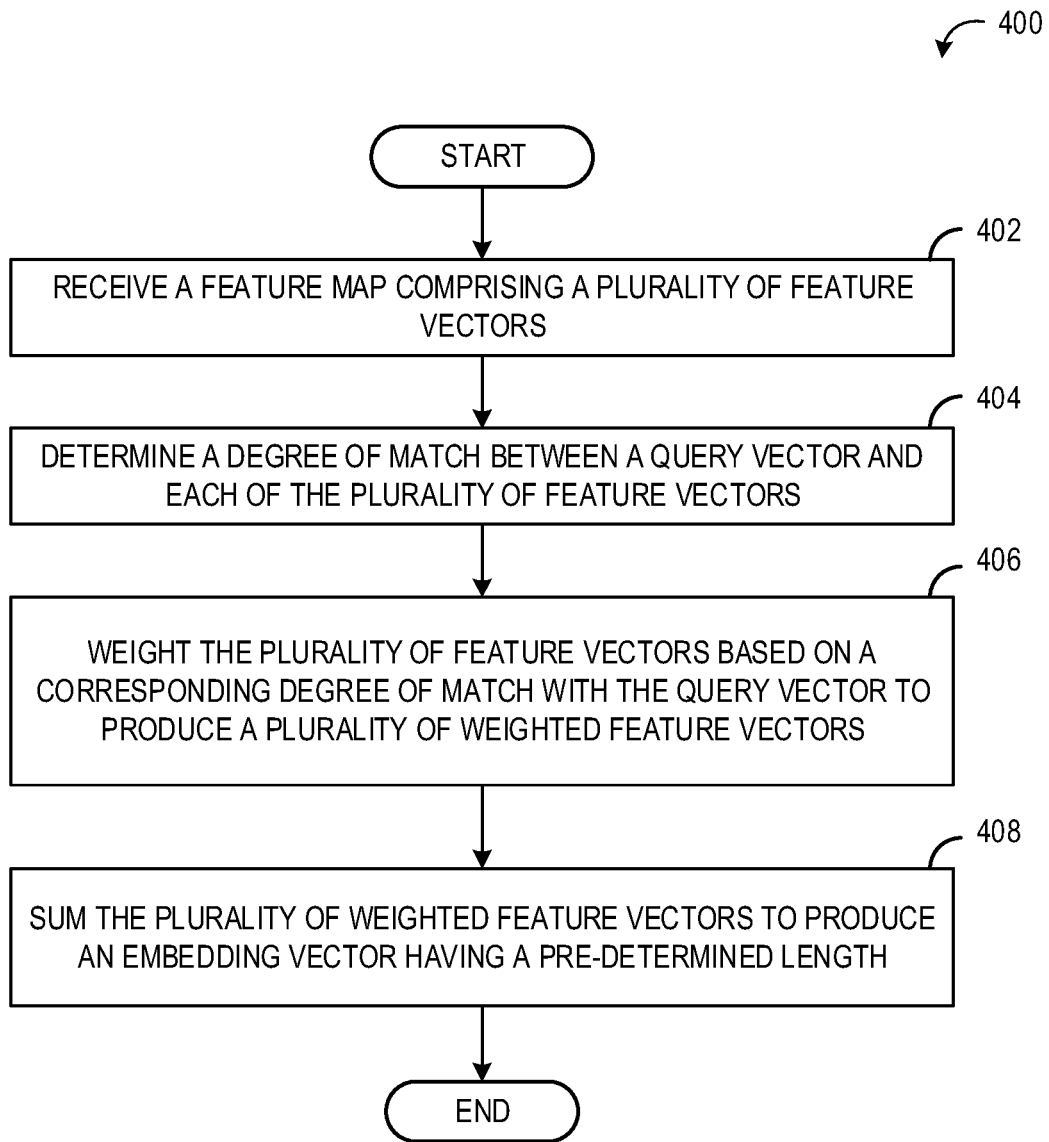 400
START
402
RECEIVE A FEATURE MAP COMPRISING A PLURALITY OF FEATURE
VECTORS
404
DETERMINE A DEGREE OF MATCH BETWEEN A QUERY VECTOR AND
EACH OF THE PLURALITY OF FEATURE VECTORS
406
WEIGHT THE PLURALITY OF FEATURE VECTORS BASED ON A
CORRESPONDING DEGREE OF MATCH WITH THE QUERY VECTOR TO
PRODUCE A PLURALITY OF WEIGHTED FEATURE VECTORS
408
SUM THE PLURALITY OF WEIGHTED FEATURE VECTORS TO PRODUCE
AN EMBEDDING VECTOR HAVING A PRE-DETERMINED LENGTH
END